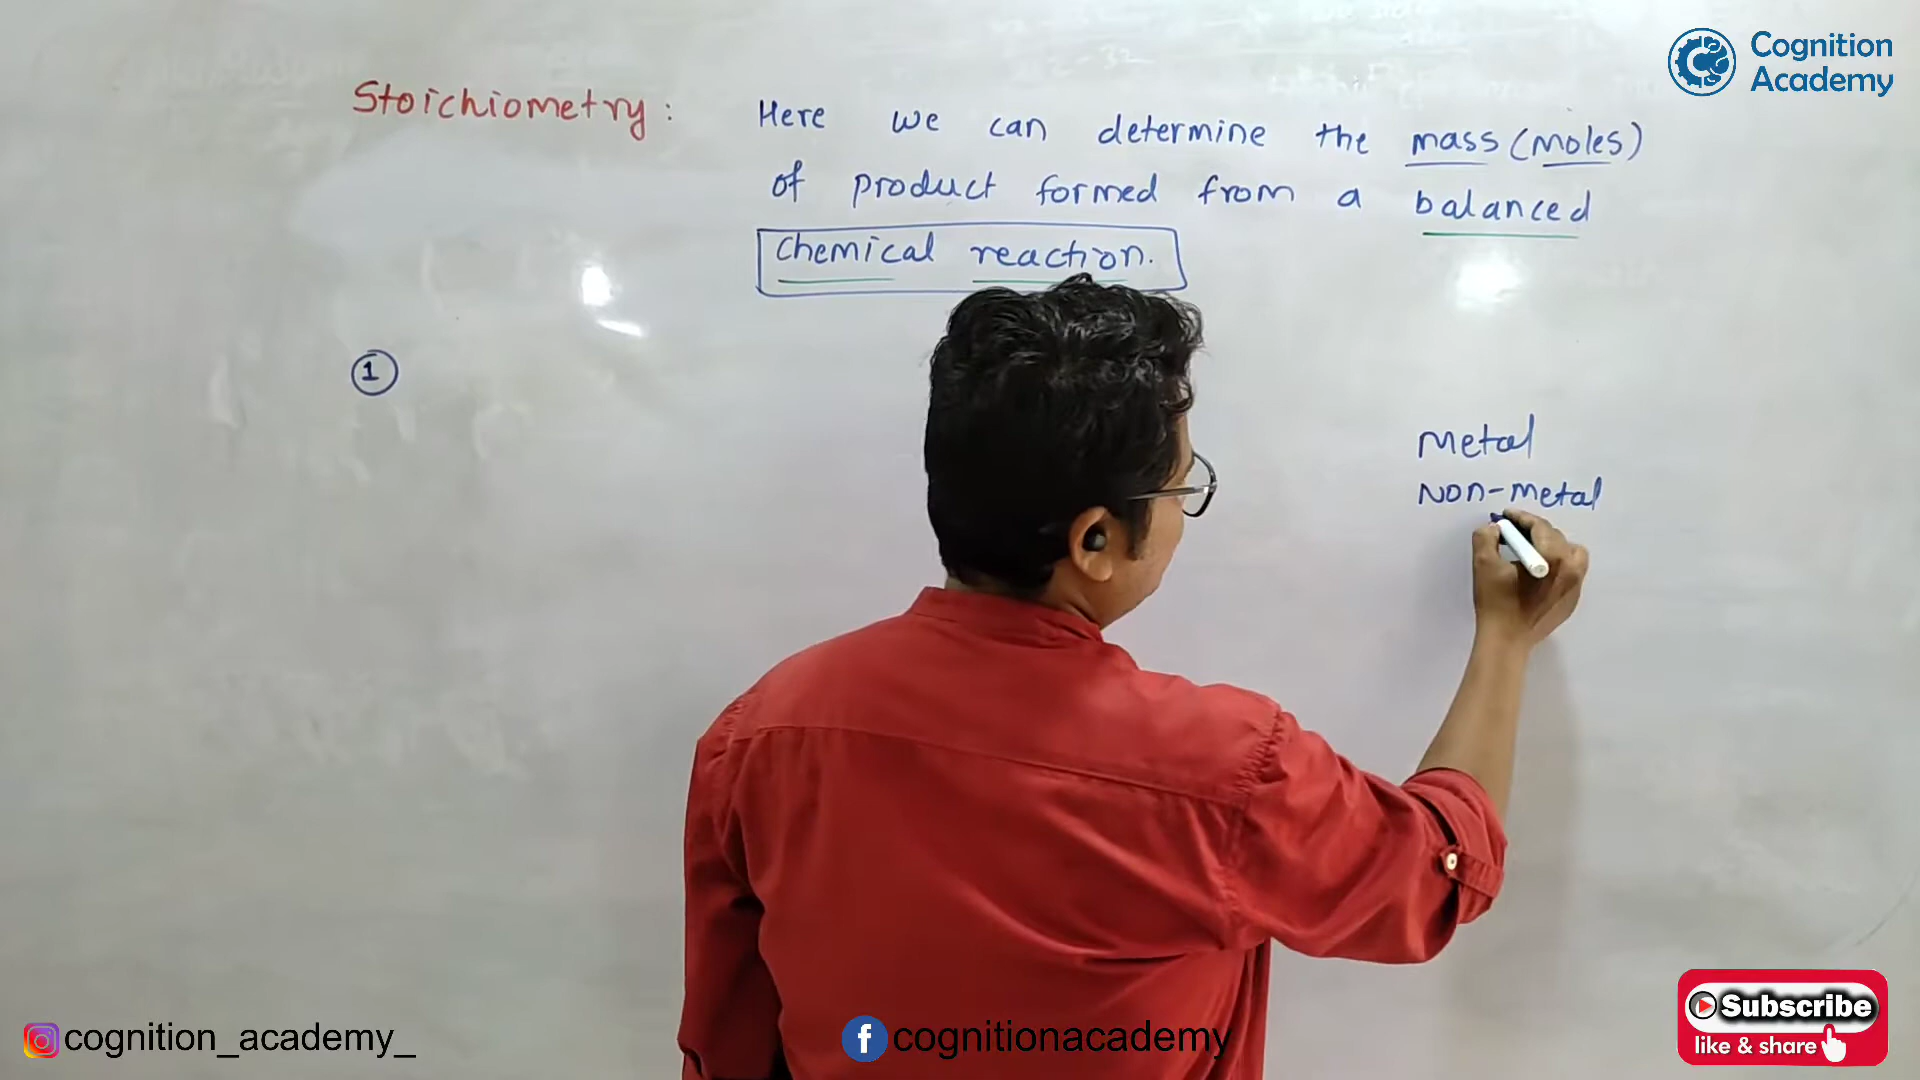 Cognition
Academy
Stoichiometry : Here we can determine the mass (moles)
of product formed from a balanced
Chemical reaction.
1
Metal
Non-metal
cognition_academy_
f cognitionacademy
Subscribe
like & share